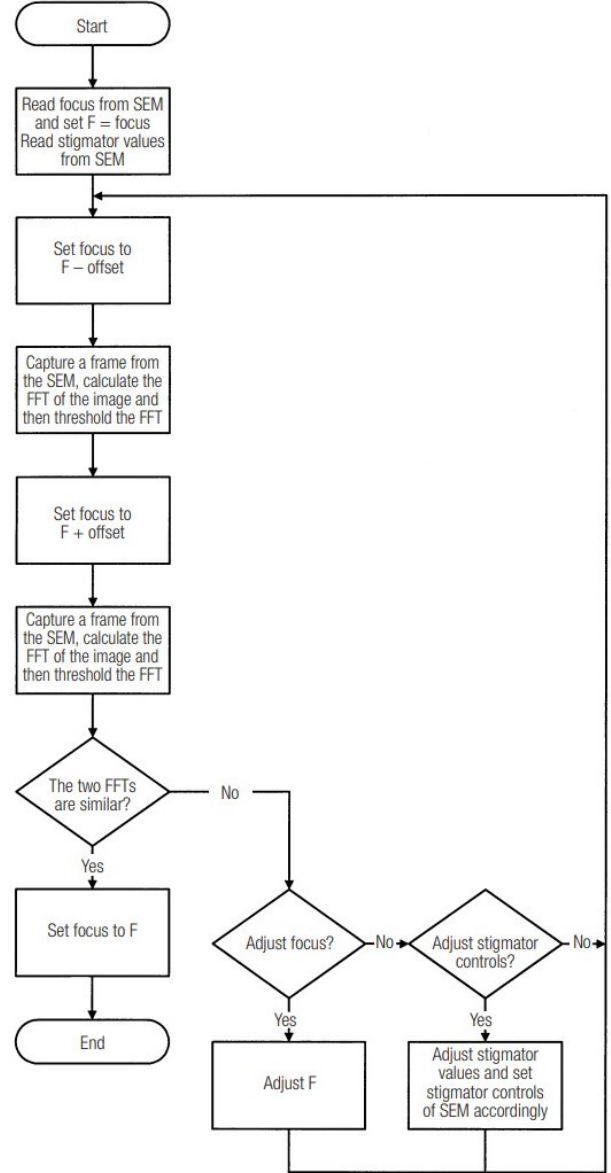 Start
Read focus from SEM
and set F = focus
Read stigmator values
from SEM
Set focus to
F – offset
Capture a frame from
the SEM, calculate the
FFT of the image and
then threshold the FFT
Set focus to
F + offset
Capture a frame from
the SEM, calculate the
FFT of the image and
then threshold the FFT
The two FFTs
are similar?
No
Yes
Set focus to F
End
Adjust focus?
No
Adjust stigmator
controls?
No
Yes
Yes
Adjust F
Adjust stigmator
values and set
stigmator controls
of SEM accordingly